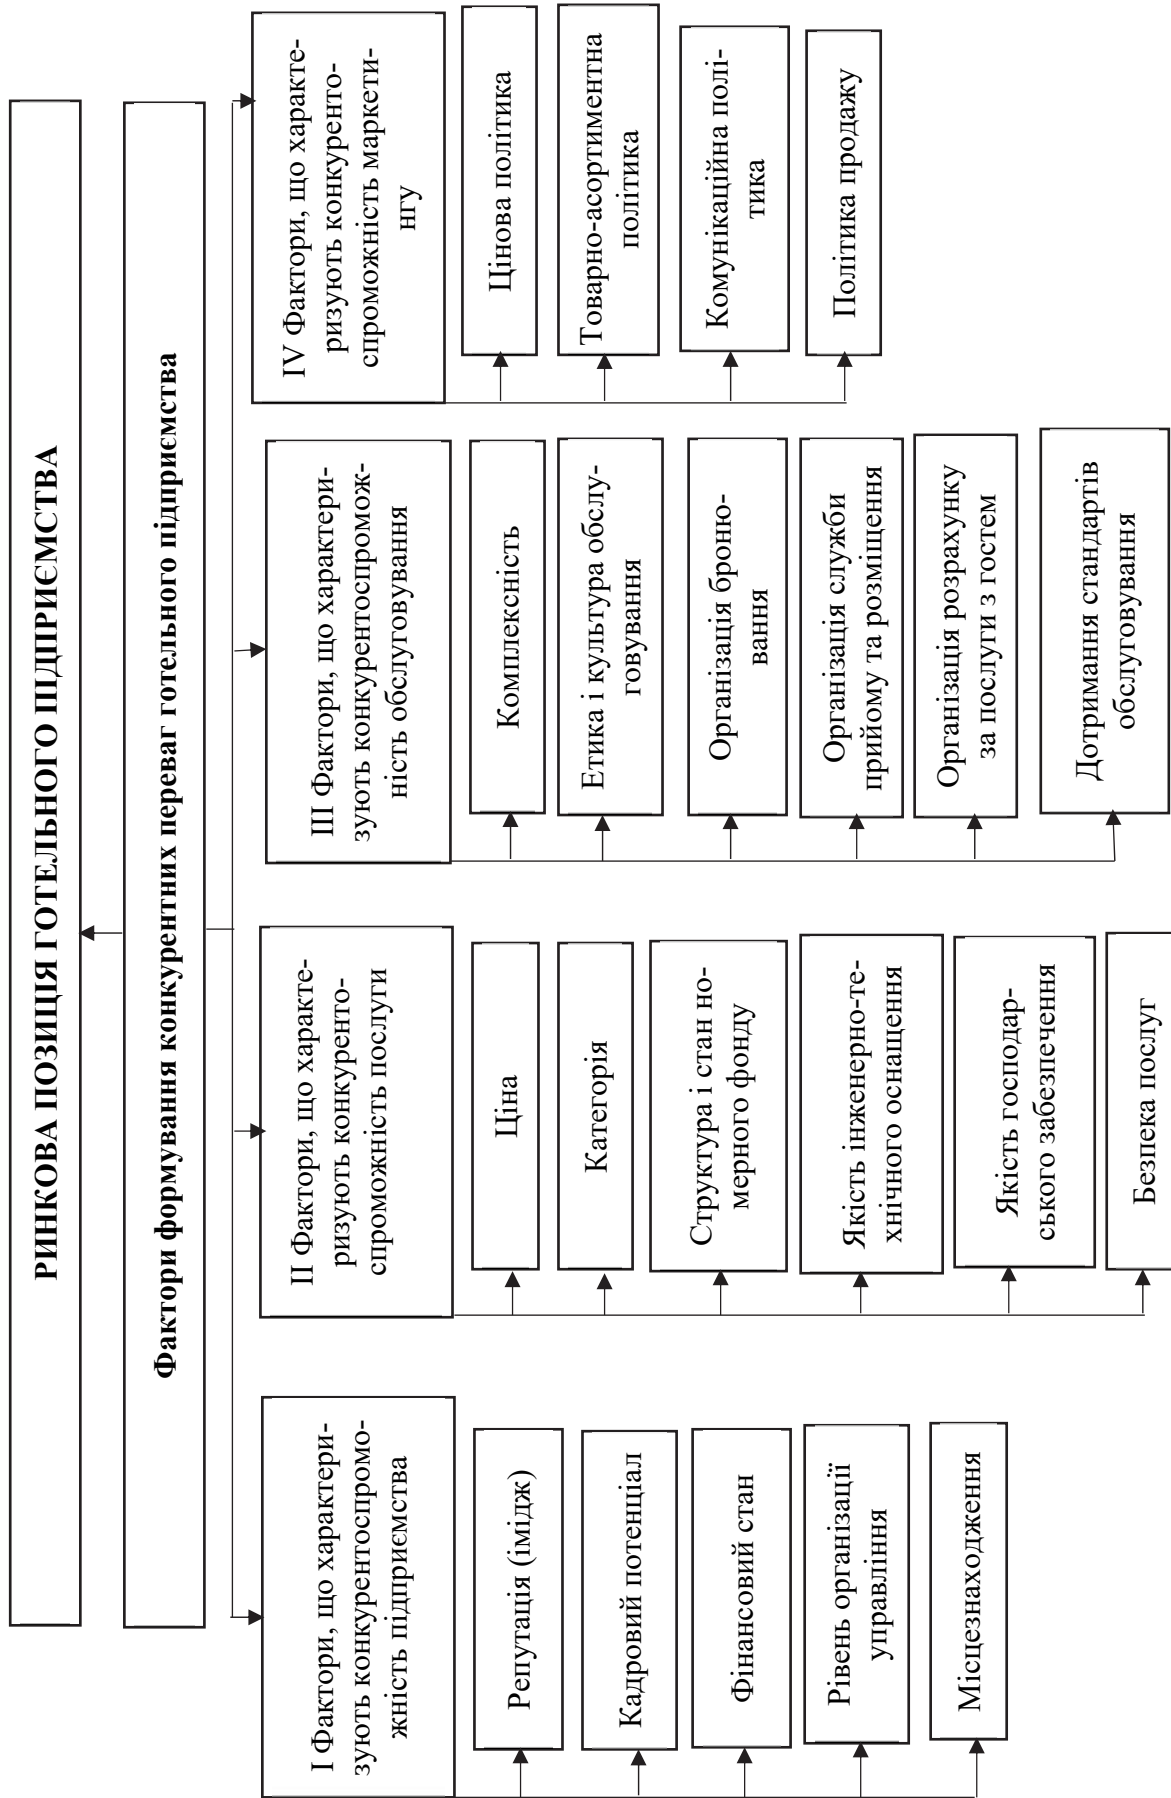 РИНКОВА ПОЗИЦІЯ ГОТЕЛЬНОГО ПІДПРИЄМСТВА
Фактори формування конкурентних переваг готельного підприємства
І Фактори, що характери-
зують конкурентоспромо-
жність підприємства
Репутація (імідж)
Кадровий потенціал
Фінансовий стан
Рівень організації
управління
Місцезнаходження
ІІ Фактори, що характе-
ризують конкуренто-
спроможність послуги
Ціна
Категорія
Структура і стан но-
мерного фонду
Якість інженерно-те-
хнічного оснащення
Якість господар-
ського забезпечення
Безпека послуг
ІІІ Фактори, що характери-
зують конкурентоспромож-
ність обслуговування
Комплексність
Етика і культура обслу-
говування
Організація броню-
вання
Організація служби
прийому та розміщення
Організація розрахунку
за послуги з гостем
Дотримання стандартів
обслуговування
IV Фактори, що характе-
ризують конкуренто-
спроможність маркети-
нгу
Цінова політика
Товарно-асортиментна
політика
Комунікаційна полі-
тика
Політика продажу